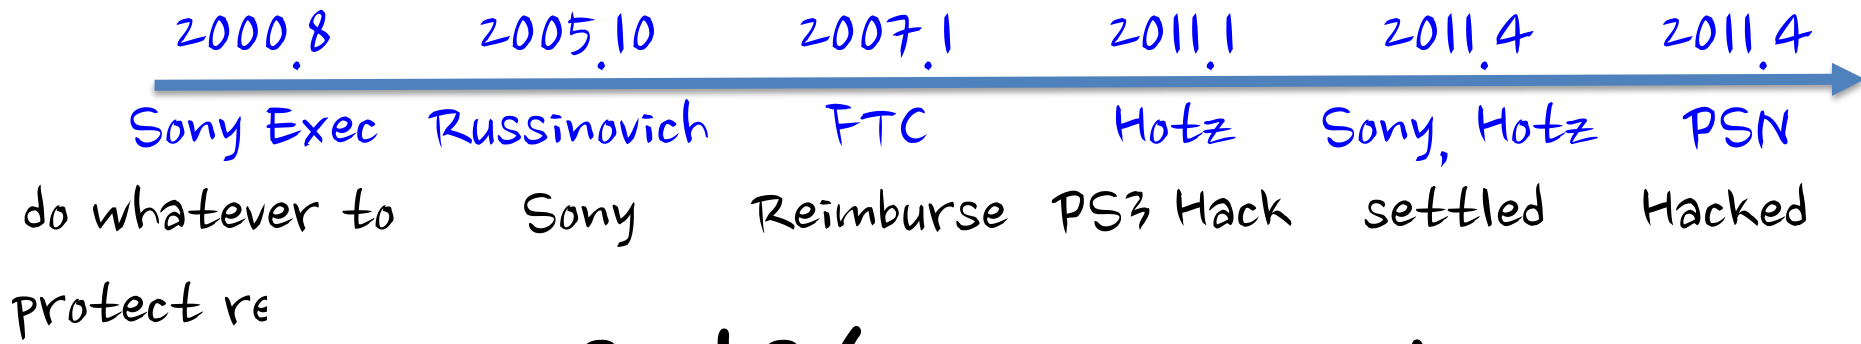 2000.8 2005.10 2007.1 2011.1 2011.4 2011.4
Sony Exec Russinovich FTC Hotz Sony, Hotz PSN
do whatever to Sony Reimburse PS3 Hack settled Hacked
protect re